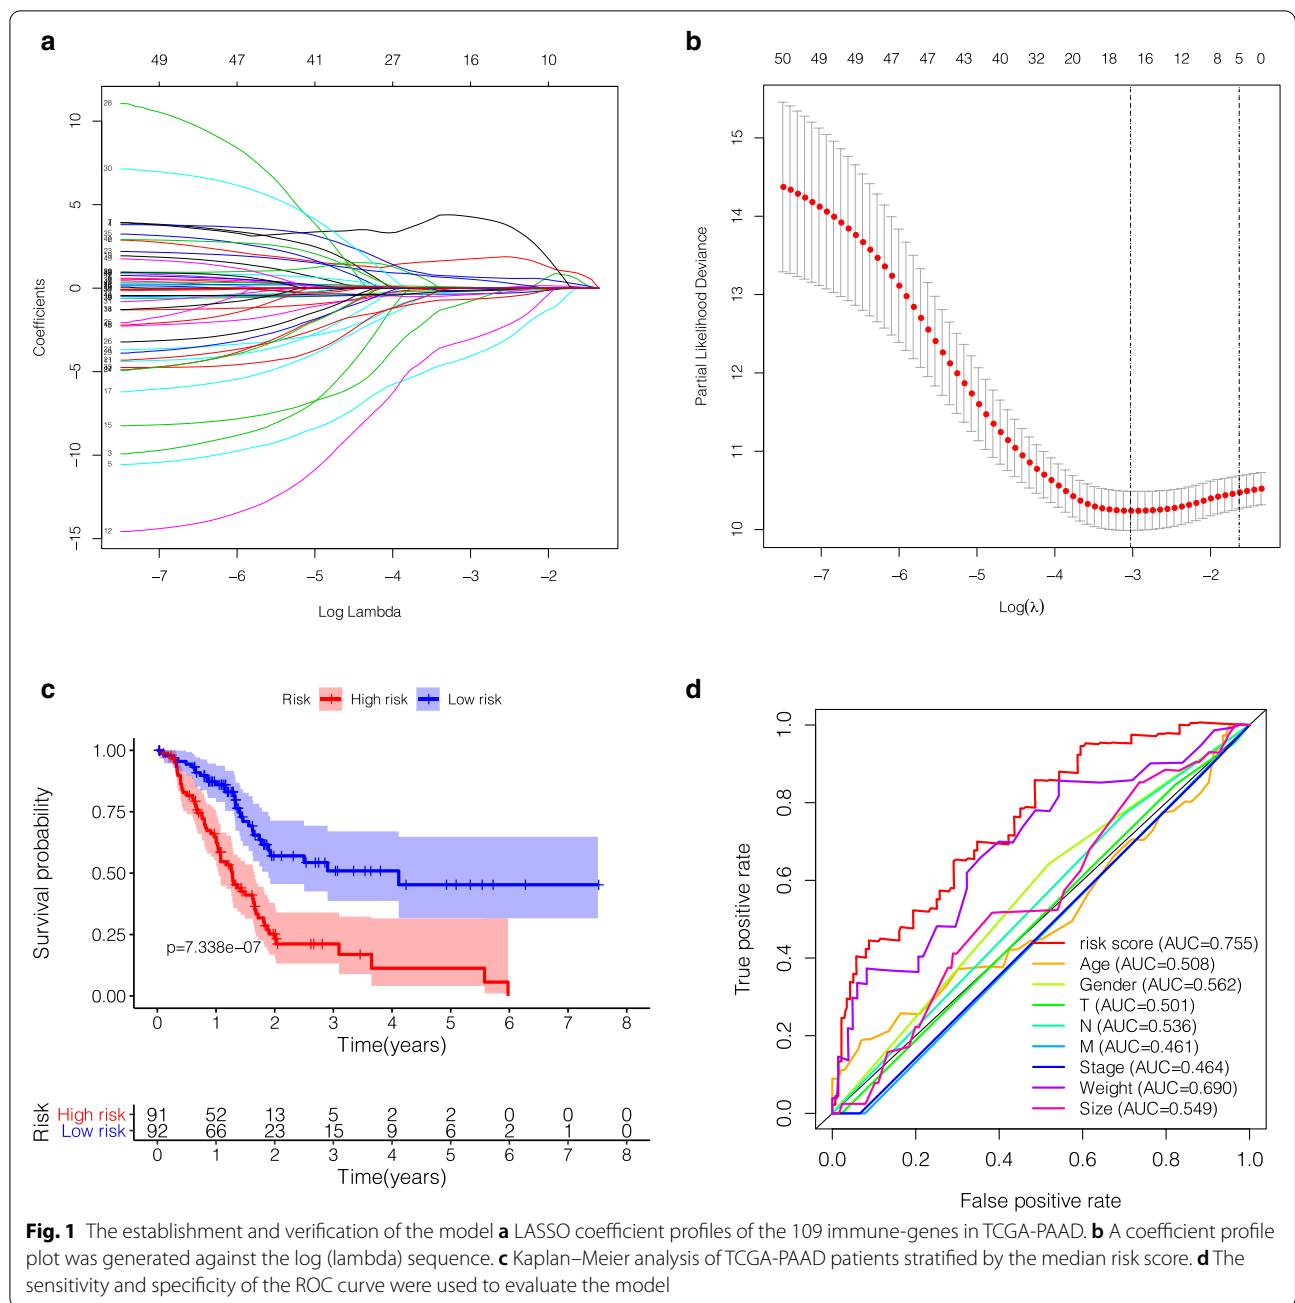 a
49 47 41 27 16 10
10
5
0
−5
−10
−15
Coefficients
28
30
17
15
3
5
12
−7 −6 −5 −4 −3 −2
Log Lambda
b
50 49 49 47 47 43 40 32 20 18 16 12 8 5 0
15
14
13
12
11
10
Partial Likelihood Deviance
−7 −6 −5 −4 −3 −2
Log(λ)
c
Risk High risk Low risk
1.00
0.75
0.50
0.25
0.00
Survival probability
p=7.338e−07
0 1 2 3 4 5 6 7 8
Time(years)
Risk
High risk 91 52 13 5 2 2 0 0 0
Low risk 92 66 23 15 9 6 2 1 0
0 1 2 3 4 5 6 7 8
Time(years)
d
1.0
0.8
0.6
0.4
0.2
0.0
True positive rate
risk score (AUC=0.755)
Age (AUC=0.508)
Gender (AUC=0.562)
T (AUC=0.501)
N (AUC=0.536)
M (AUC=0.461)
Stage (AUC=0.464)
Weight (AUC=0.690)
Size (AUC=0.549)
0.0 0.2 0.4 0.6 0.8 1.0
False positive rate
Fig. 1 The establishment and verification of the model a LASSO coefficient profiles of the 109 immune-genes in TCGA-PAAD. b A coefficient profile
plot was generated against the log (lambda) sequence. c Kaplan–Meier analysis of TCGA-PAAD patients stratified by the median risk score. d The
sensitivity and specificity of the ROC curve were used to evaluate the model